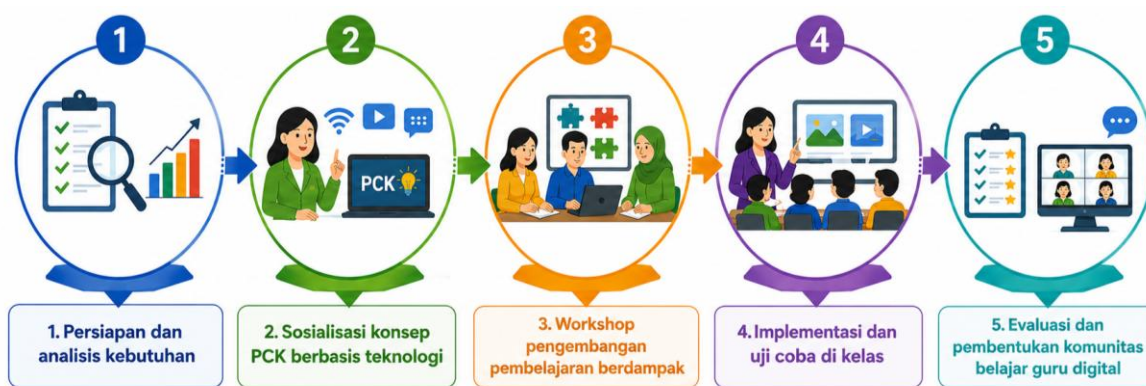 1
2
3
4
5
PCK
1. Persiapan dan
analisis kebutuhan
2. Sosialisasi konsep
PCK berbasis teknologi
3. Workshop
pengembangan
pembelajaran berdampak
4. Implementasi dan
uji coba di kelas
5. Evaluasi dan
pembentukan komunitas
belajar guru digital